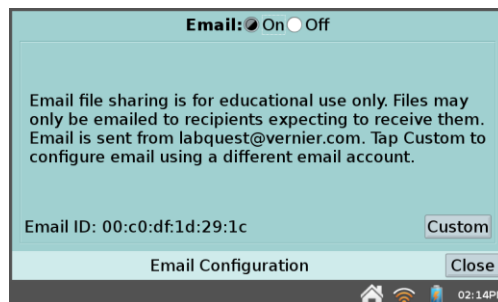 Email: On Off
Email file sharing is for educational use only. Files may
only be emailed to recipients expecting to receive them.
Email is sent from labquest@vernier.com. Tap Custom to
configure email using a different email account.
Email ID: 00:c0:df:1d:29:1c Custom
Email Configuration Close
02:14P